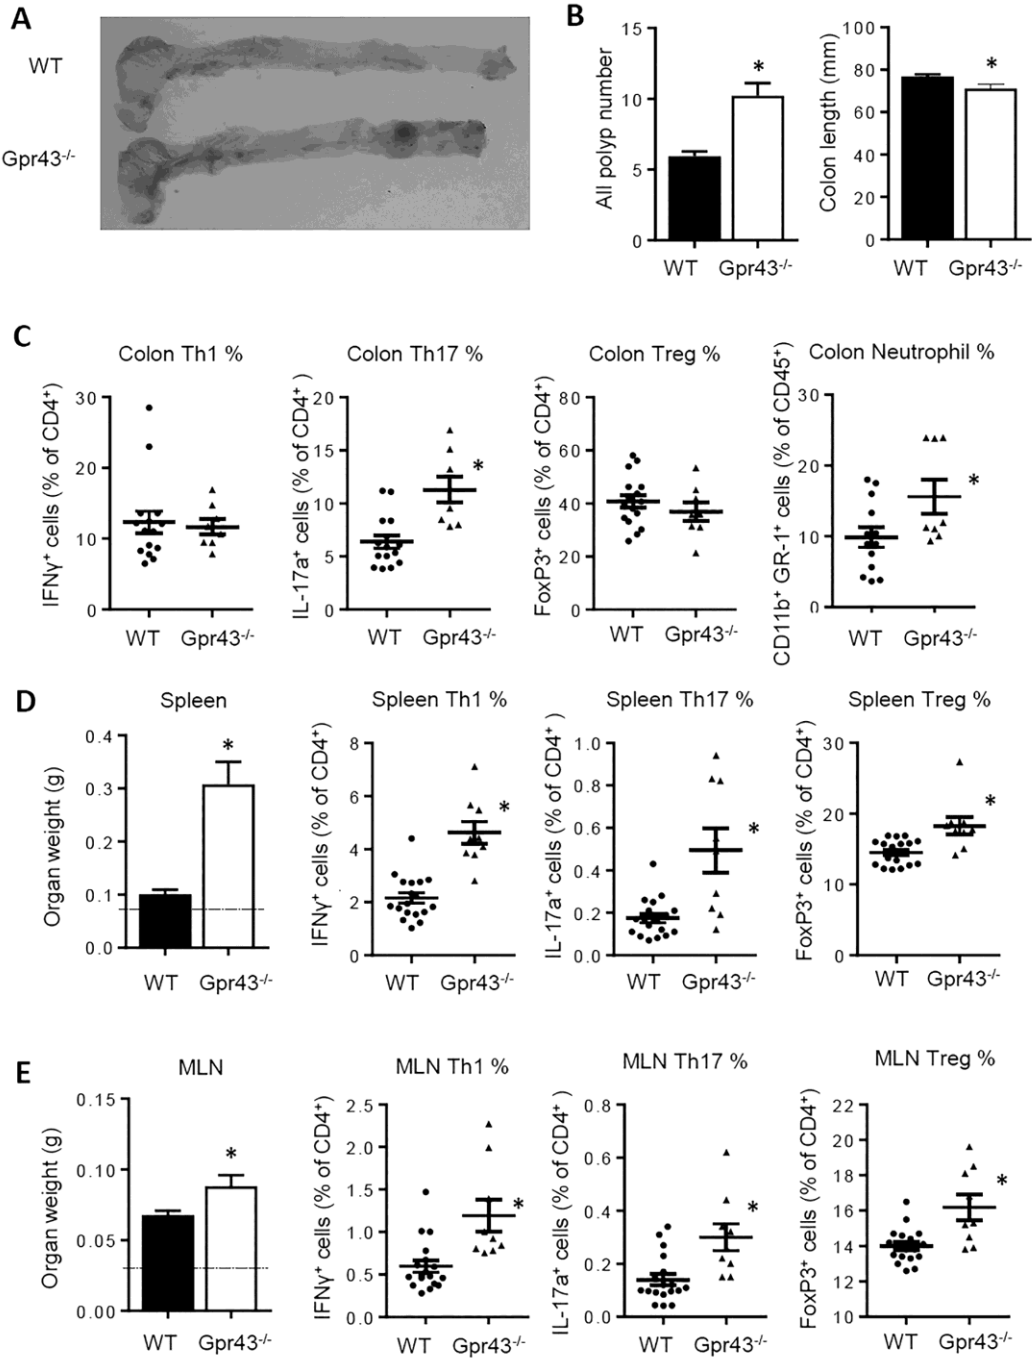 A
WT
Gpr43-/-
B
All polyp number
15
10
5
0
*
WT Gpr43-/-
Colon length (mm)
100
80
60
40
20
0
*
WT Gpr43-/-
C
Colon Th1 %
IFNγ+ cells (% of CD4+)
30
20
10
0
WT Gpr43-/-
Colon Th17 %
IL-17a+ cells (% of CD4+ )
20
15
10
5
0
*
WT Gpr43-/-
Colon Treg %
FoxP3+ cells (% of CD4+)
80
60
40
20
0
WT Gpr43-/-
Colon Neutrophil %
CD11b+ GR-1+ cells (% of CD45+)
30
20
10
0
*
WT Gpr43-/-
D
Spleen
Organ weight (g)
0.4
0.3
0.2
0.1
0.0
*
WT Gpr43-/-
Spleen Th1 %
IFNγ+ cells (% of CD4+)
8
6
4
2
0
*
WT Gpr43-/-
Spleen Th17 %
IL-17a+ cells (% of CD4+ )
1.0
0.8
0.6
0.4
0.2
0.0
*
WT Gpr43-/-
Spleen Treg %
FoxP3+ cells (% of CD4+)
30
20
10
0
*
WT Gpr43-/-
E
MLN
Organ weight (g)
0.15
0.10
0.05
0.00
*
WT Gpr43-/-
MLN Th1 %
IFNγ+ cells (% of CD4+)
2.5
2.0
1.5
1.0
0.5
0.0
*
WT Gpr43-/-
MLN Th17 %
IL-17a+ cells (% of CD4+)
0.8
0.6
0.4
0.2
0.0
*
WT Gpr43-/-
MLN Treg %
FoxP3+ cells (% of CD4+)
22
20
18
16
14
12
10
*
WT Gpr43-/-